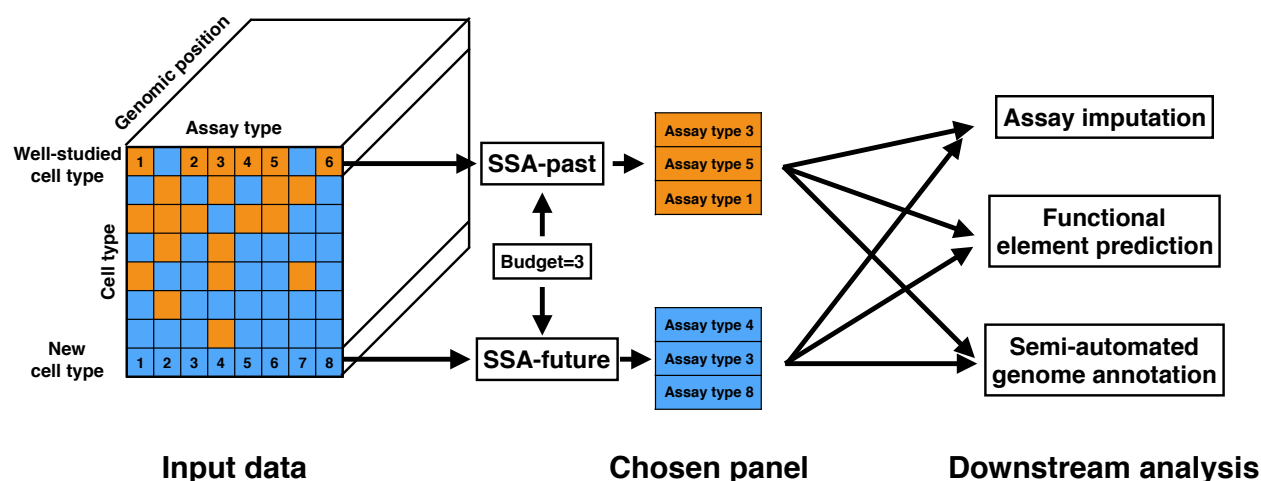 Genomic position
Assay type
Well-studied
cell type
1 2 3 4 5 6
Cell type
New
cell type
1 2 3 4 5 6 7 8
SSA-past
Budget=3
SSA-future
Assay type 3
Assay type 5
Assay type 1
Assay type 4
Assay type 3
Assay type 8
Assay imputation
Functional
element prediction
Semi-automated
genome annotation
Input data
Chosen panel
Downstream analysis